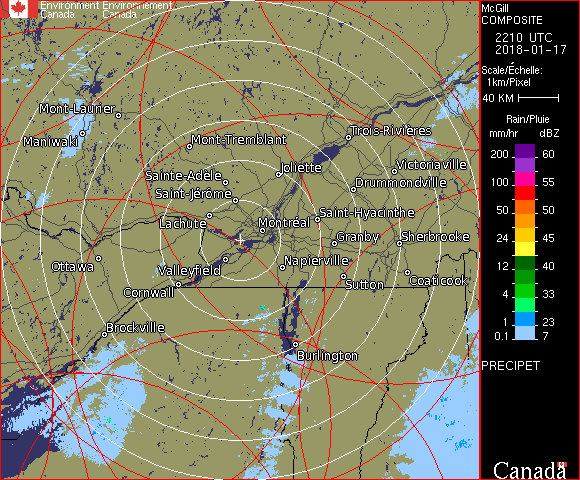 Environment Environnement
Canada Canada
McGill
COMPOSITE
2210 UTC
2018-01-17
Scale/Échelle:
1km/Pixel
40 KM
Rain/Pluie
mm/hr dBZ
200 60
150 57
100 55
50 50
24 45
12 40
4 33
1 23
0.1 7
PRECIPET
Mont-Laurier
Maniwaki
Mont-Tremblant
Trois-Rivières
Sainte-Adèle
Joliette
Victoriaville
Saint-Jérôme
Drummondville
Lachute
Montréal
Saint-Hyacinthe
Granby
Sherbrooke
Ottawa
Valleyfield
Napierville
Cornwall
Sutton
Coaticook
Brockville
Burlington
Canada